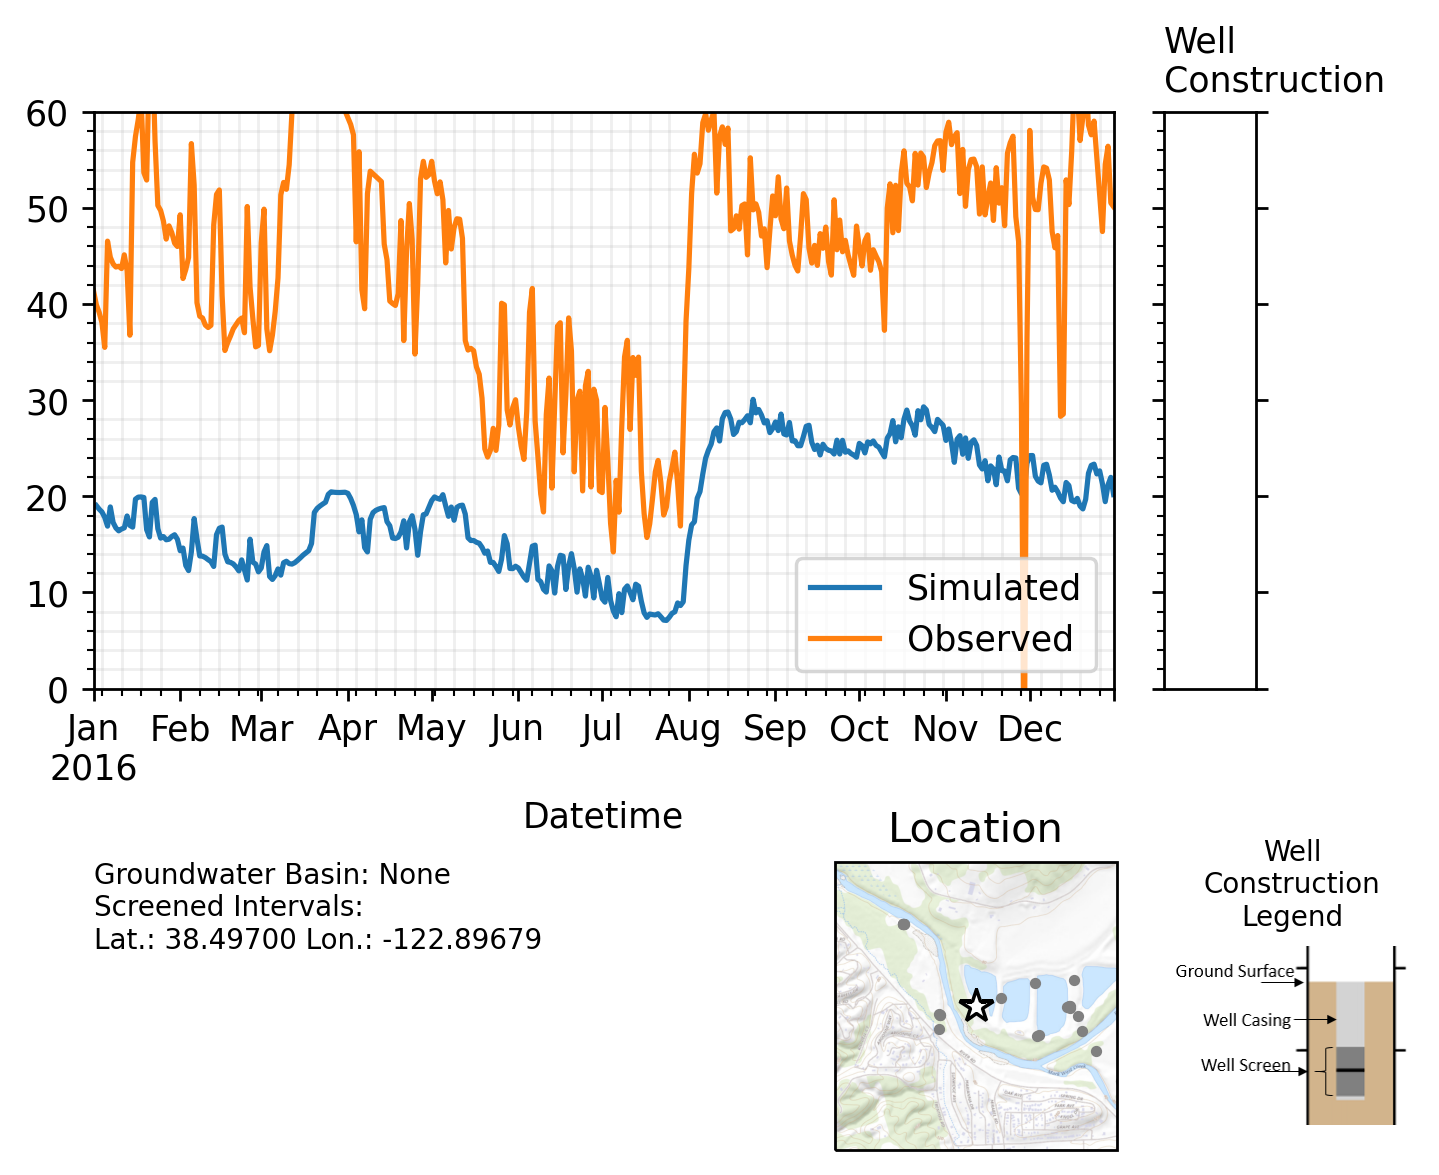 Well
Construction
60
50
40
30
20
10
0
Simulated
Observed
Jan Feb Mar Apr May Jun Jul Aug Sep Oct Nov Dec
2016
Datetime
Groundwater Basin: None
Screened Intervals:
Lat.: 38.49700 Lon.: -122.89679
Location
Well
Construction
Legend
Ground Surface
Well Casing
Well Screen